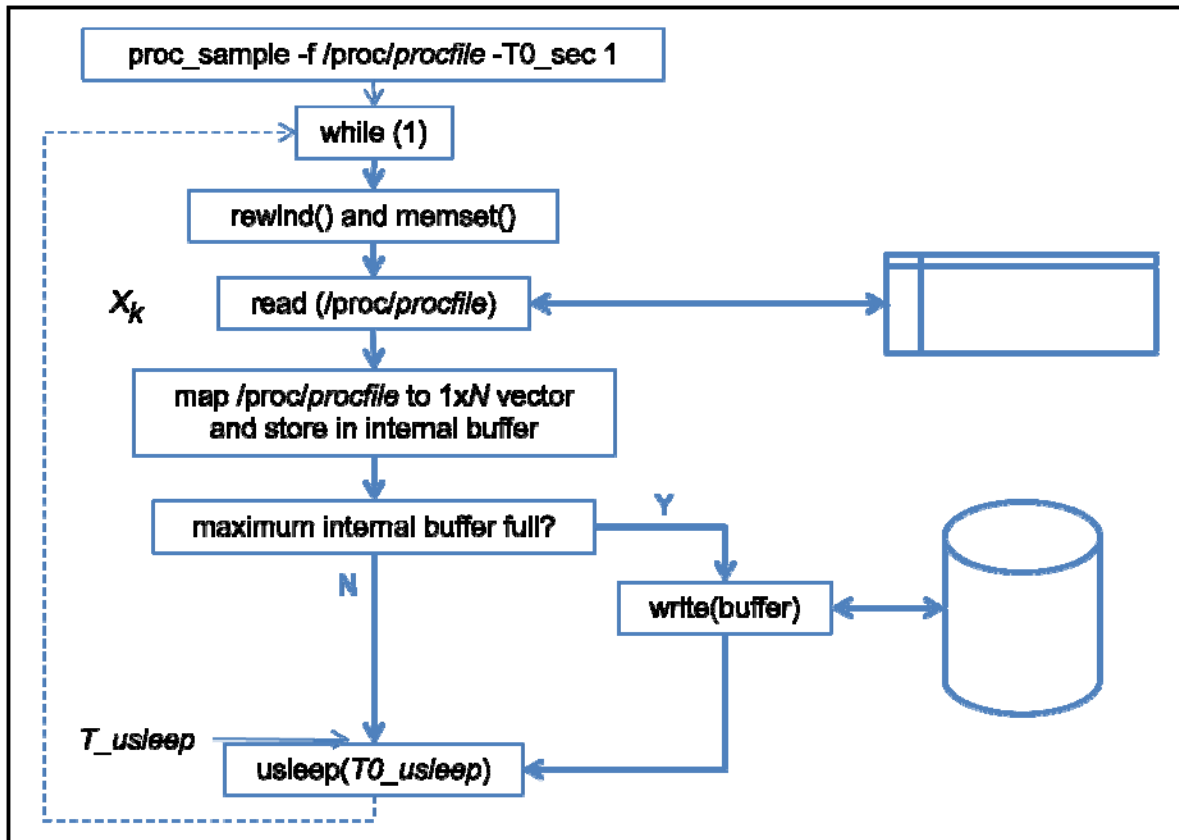 proc_sample -f /proc/procfile -T0_sec 1
while (1)
rewind() and memset()
X_k
read (/proc/procfile)
map /proc/procfile to 1xN vector
and store in internal buffer
maximum internal buffer full?
Y
N
write(buffer)
T_usleep
usleep(T0_usleep)